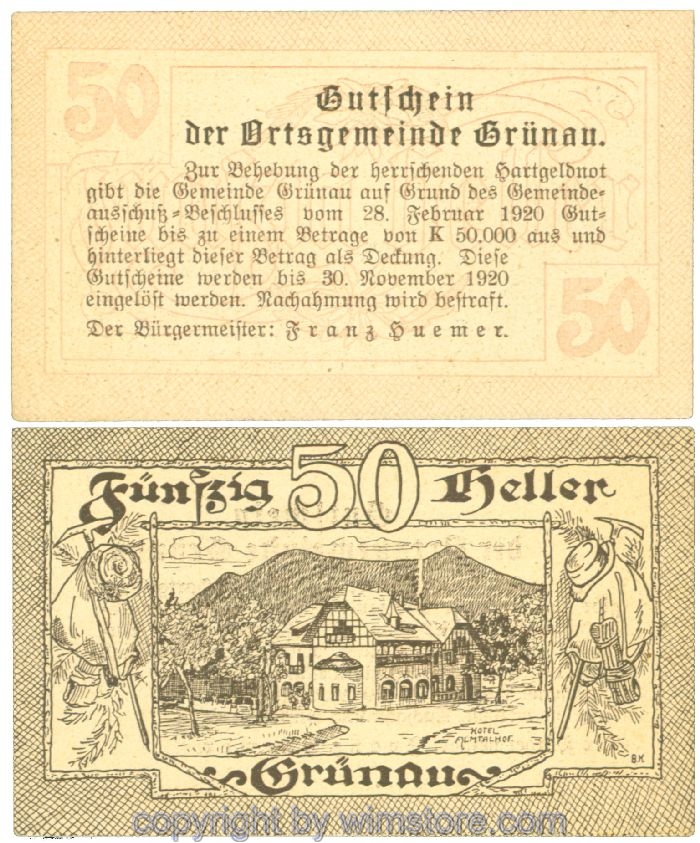 50
Gutschein
der Ortsgemeinde Grünau.
Zur Behebung der herrschenden Hartgeldnot
gibt die Gemeinde Grünau auf Grund des Gemeinde-
ausschuß-Beschlusses vom 28. Februar 1920 Gut-
scheine bis zu einem Betrage von K 50.000 aus und
hinterliegt dieser Betrag als Deckung. Diese
Gutscheine werden bis 30. November 1920
eingelöst werden. Nachahmung wird bestraft.
Der Bürgermeister: Franz Huemer.
50
Fünfzig 50 Heller
HOTEL
ALMTALHOF.
B.K
Grünau
copyright by wimstore.com